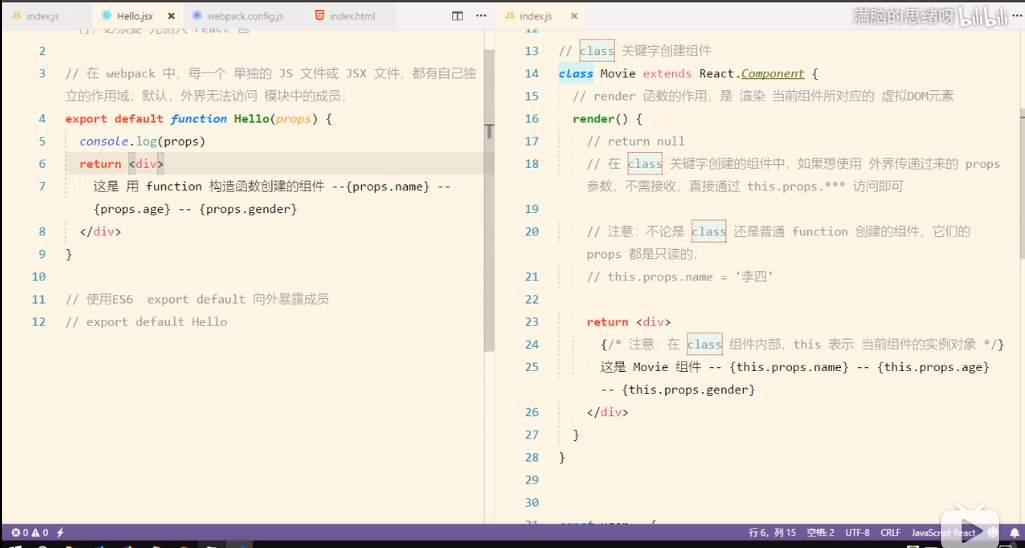 index.js
Hello.jsx
webpack.config.js
index.html
index.js
满脑的思绪呀 bilibili
2
3 // 在 webpack 中，每一个 单独的 JS 文件或 JSX 文件，都有自己独
立的作用域；默认，外界无法访问 模块中的成员；
4 export default function Hello(props) {
5 console.log(props)
6 return <div>
7 这是 用 function 构造函数创建的组件 --{props.name} --
{props.age} -- {props.gender}
8 </div>
9 }
10
11 // 使用ES6 export default 向外暴露成员
12 // export default Hello
12
13 // class 关键字创建组件
14 class Movie extends React.Component {
15 // render 函数的作用，是 渲染 当前组件所对应的 虚拟DOM元素
16 render() {
17 // return null
18 // 在 class 关键字创建的组件中，如果想使用 外界传递过来的 props
参数，不需接收，直接通过 this.props.*** 访问即可
19
20 // 注意：不论是 class 还是普通 function 创建的组件，它们的
props 都是只读的；
21 // this.props.name = '李四'
22
23 return <div>
24 {/* 注意：在 class 组件内部，this 表示 当前组件的实例对象 */}
25 这是 Movie 组件 -- {this.props.name} -- {this.props.age}
-- {this.props.gender}
26 </div>
27 }
28 }
29
30
0 0 行 6，列 15 空格: 2 UTF-8 CRLF JavaScript React